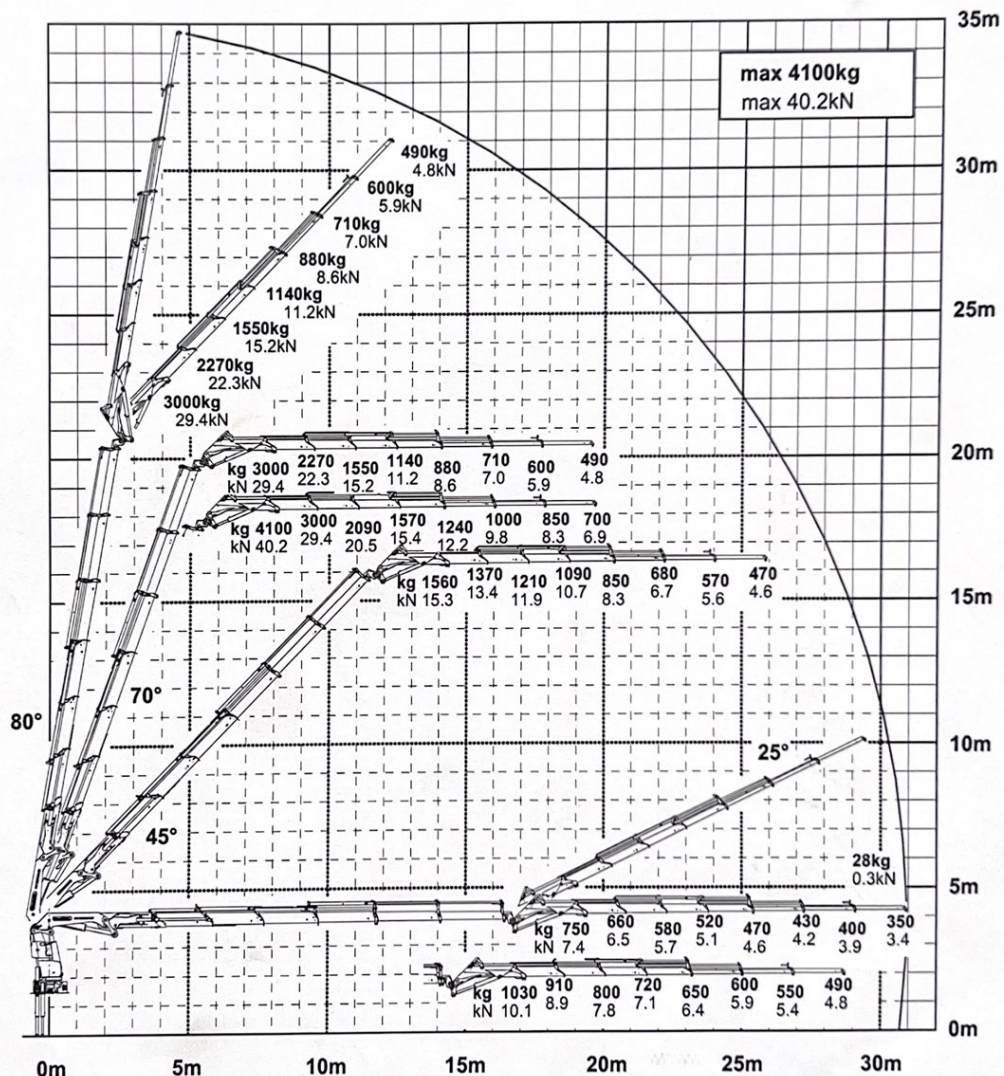 35m
max 4100kg
max 40.2kN
490kg
4.8kN
30m
600kg
5.9kN
710kg
7.0kN
880kg
8.6kN
1140kg
11.2kN
25m
1550kg
15.2kN
2270kg
22.3kN
3000kg
29.4kN
20m
kg 3000 2270 1550 1140 880 710 600 490
kN 29.4 22.3 15.2 11.2 8.6 7.0 5.9 4.8
kg 4100 3000 2090 1570 1240 1000 850 700
kN 40.2 29.4 20.5 15.4 12.2 9.8 8.3 6.9
kg 1560 1370 1210 1090 850 680 570 470
kN 15.3 13.4 11.9 10.7 8.3 6.7 5.6 4.6
15m
70°
80°
10m
25°
45°
28kg
0.3kN
5m
kg 750 660 580 520 470 430 400 350
kN 7.4 6.5 5.7 5.1 4.6 4.2 3.9 3.4
kg 1030 910 800 720 650 600 550 490
kN 10.1 8.9 7.8 7.1 6.4 5.9 5.4 4.8
0m
0m 5m 10m 15m 20m 25m 30m